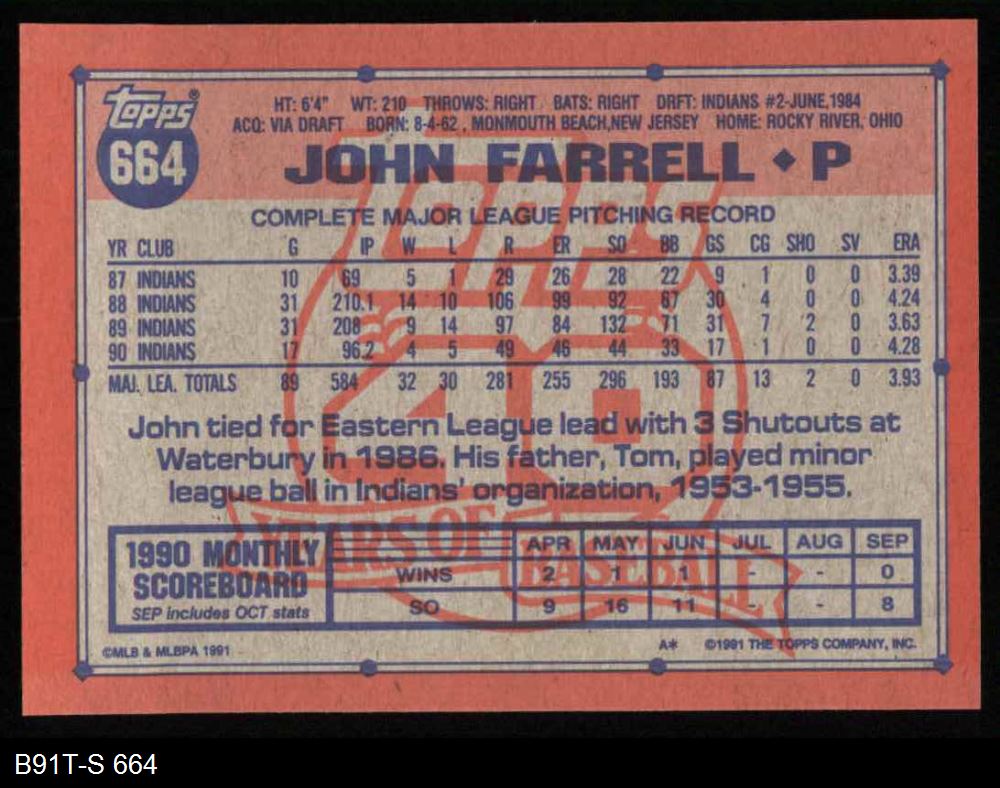 Topps®
664
HT: 6'4" WT: 210 THROWS: RIGHT BATS: RIGHT DRFT: INDIANS #2-JUNE,1984
ACQ: VIA DRAFT BORN: 8-4-62, MONMOUTH BEACH,NEW JERSEY HOME: ROCKY RIVER, OHIO
JOHN FARRELL ◆ P
COMPLETE MAJOR LEAGUE PITCHING RECORD
YR CLUB G IP W L R ER SO BB GS CG SHO SV ERA
87 INDIANS 10 69 5 1 29 26 28 22 9 1 0 0 3.39
88 INDIANS 31 210.1 14 10 106 99 92 67 30 4 0 0 4.24
89 INDIANS 31 208 9 14 97 84 132 71 31 7 2 0 3.63
90 INDIANS 17 96.2 4 5 49 46 44 33 17 1 0 0 4.28
MAJ. LEA. TOTALS 89 584 32 30 281 255 296 193 87 13 2 0 3.93
Topps
40
YEARS OF
BASEBALL
John tied for Eastern League lead with 3 Shutouts at
Waterbury in 1986. His father, Tom, played minor
league ball in Indians' organization, 1953-1955.
1990 MONTHLY
SCOREBOARD
SEP includes OCT stats
APR MAY JUN JUL AUG SEP
WINS 2 1 1 - - 0
SO 9 16 11 - - 8
©MLB & MLBPA 1991
A* ©1991 THE TOPPS COMPANY, INC.
B91T-S 664